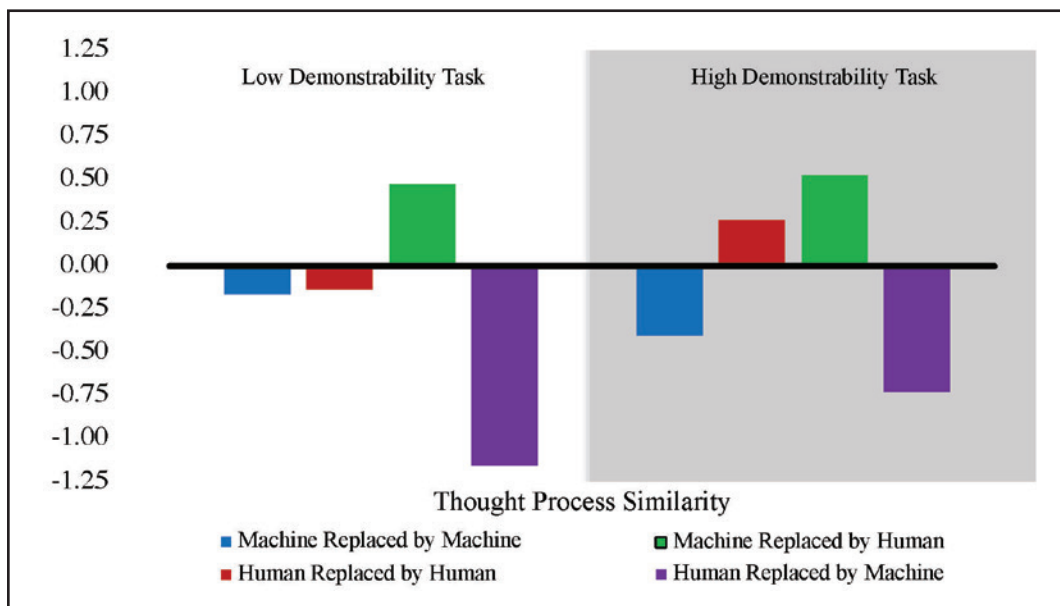 1.25
1.00
0.75
0.50
0.25
0.00
-0.25
-0.50
-0.75
-1.00
-1.25
Low Demonstrability Task
High Demonstrability Task
Thought Process Similarity
Machine Replaced by Machine
Machine Replaced by Human
Human Replaced by Human
Human Replaced by Machine